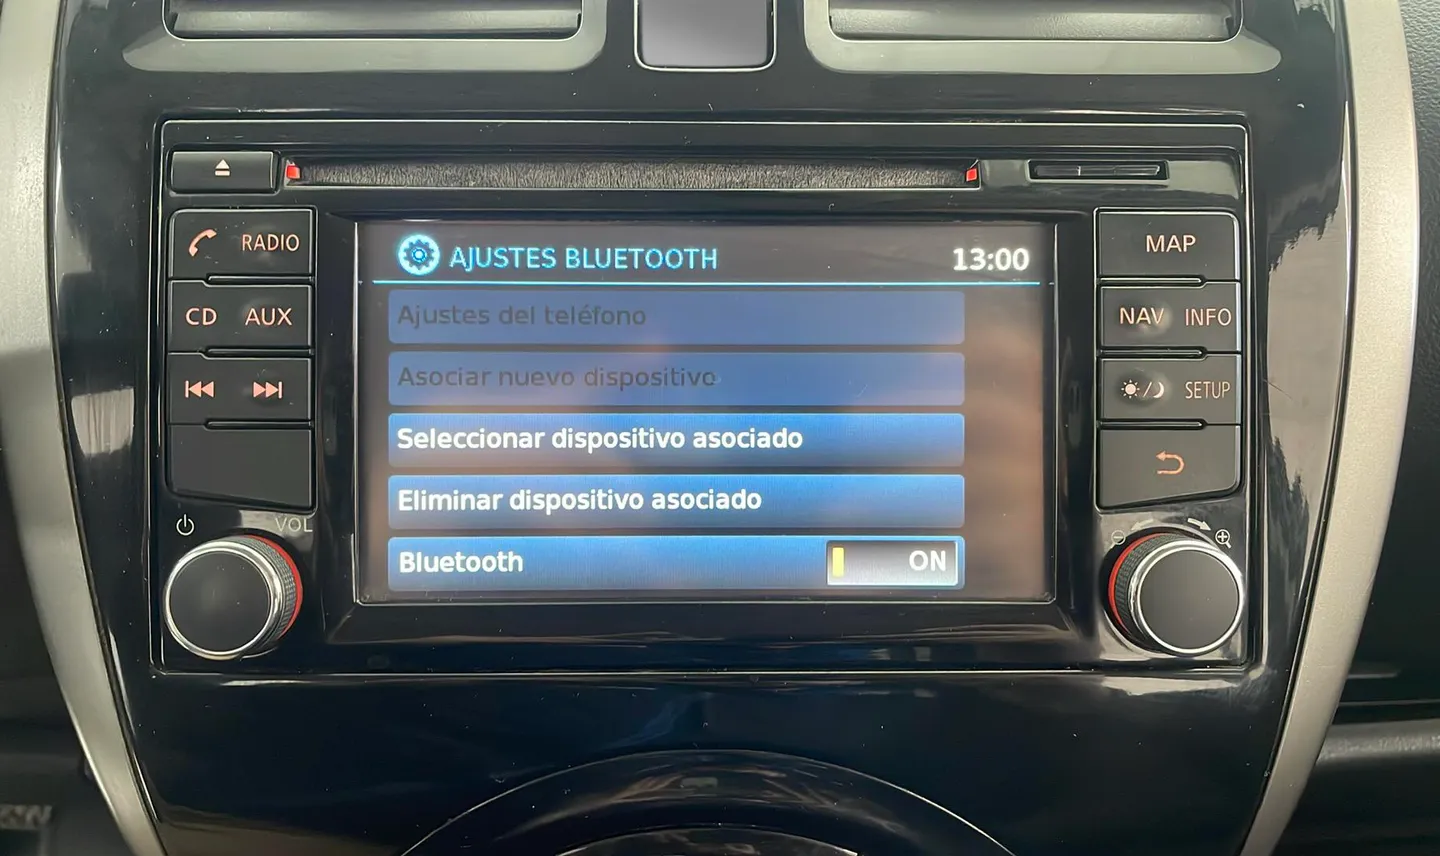 RADIO
CD AUX
VOL
AJUSTES BLUETOOTH 13:00
Ajustes del teléfono
Asociar nuevo dispositivo
Seleccionar dispositivo asociado
Eliminar dispositivo asociado
Bluetooth ON
MAP
NAV INFO
SETUP